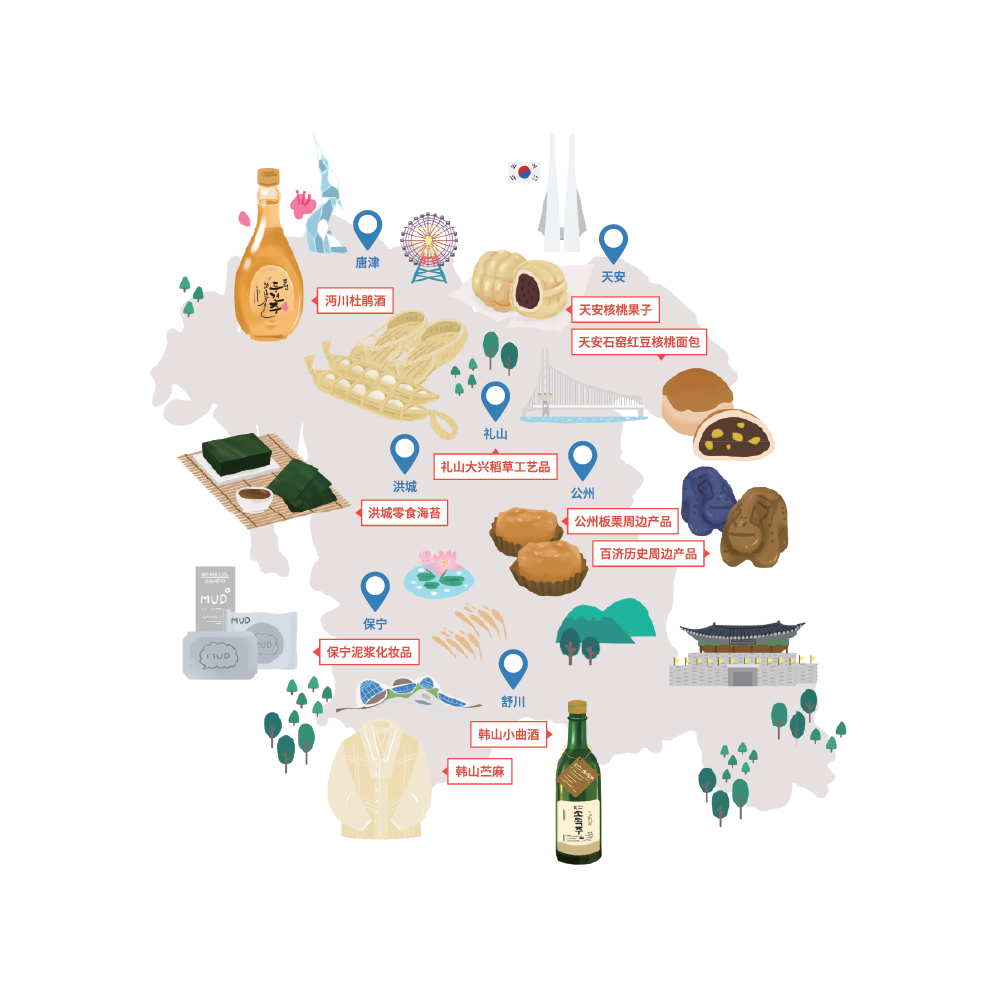 唐津
天安
沔川杜鹃酒
두견주
天安核桃果子
天安石窑红豆核桃面包
礼山
礼山大兴稻草工艺品
洪城
公州
洪城零食海苔
公州板栗周边产品
百济历史周边产品
MUD
MUD
MUD
MUD
保宁
保宁泥浆化妆品
舒川
韩山小曲酒
韩山苎麻